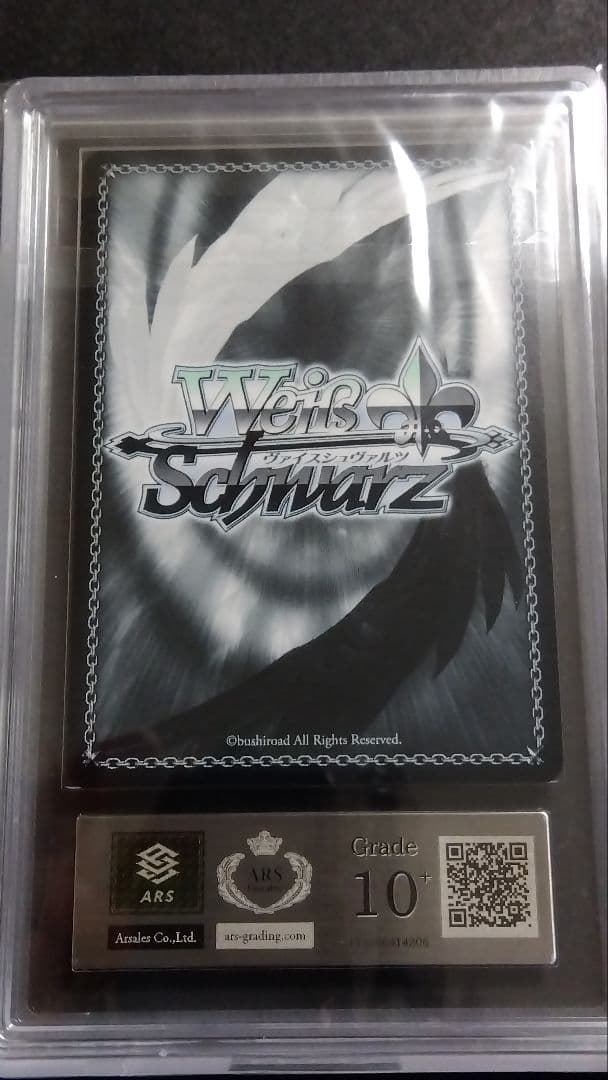 Weiß
ヴァイスシュヴァルツ
Schwarz
©bushiroad All Rights Reserved.
ARS
Arsales Co.,Ltd.
ARS
ars-grading.com
Grade
10+